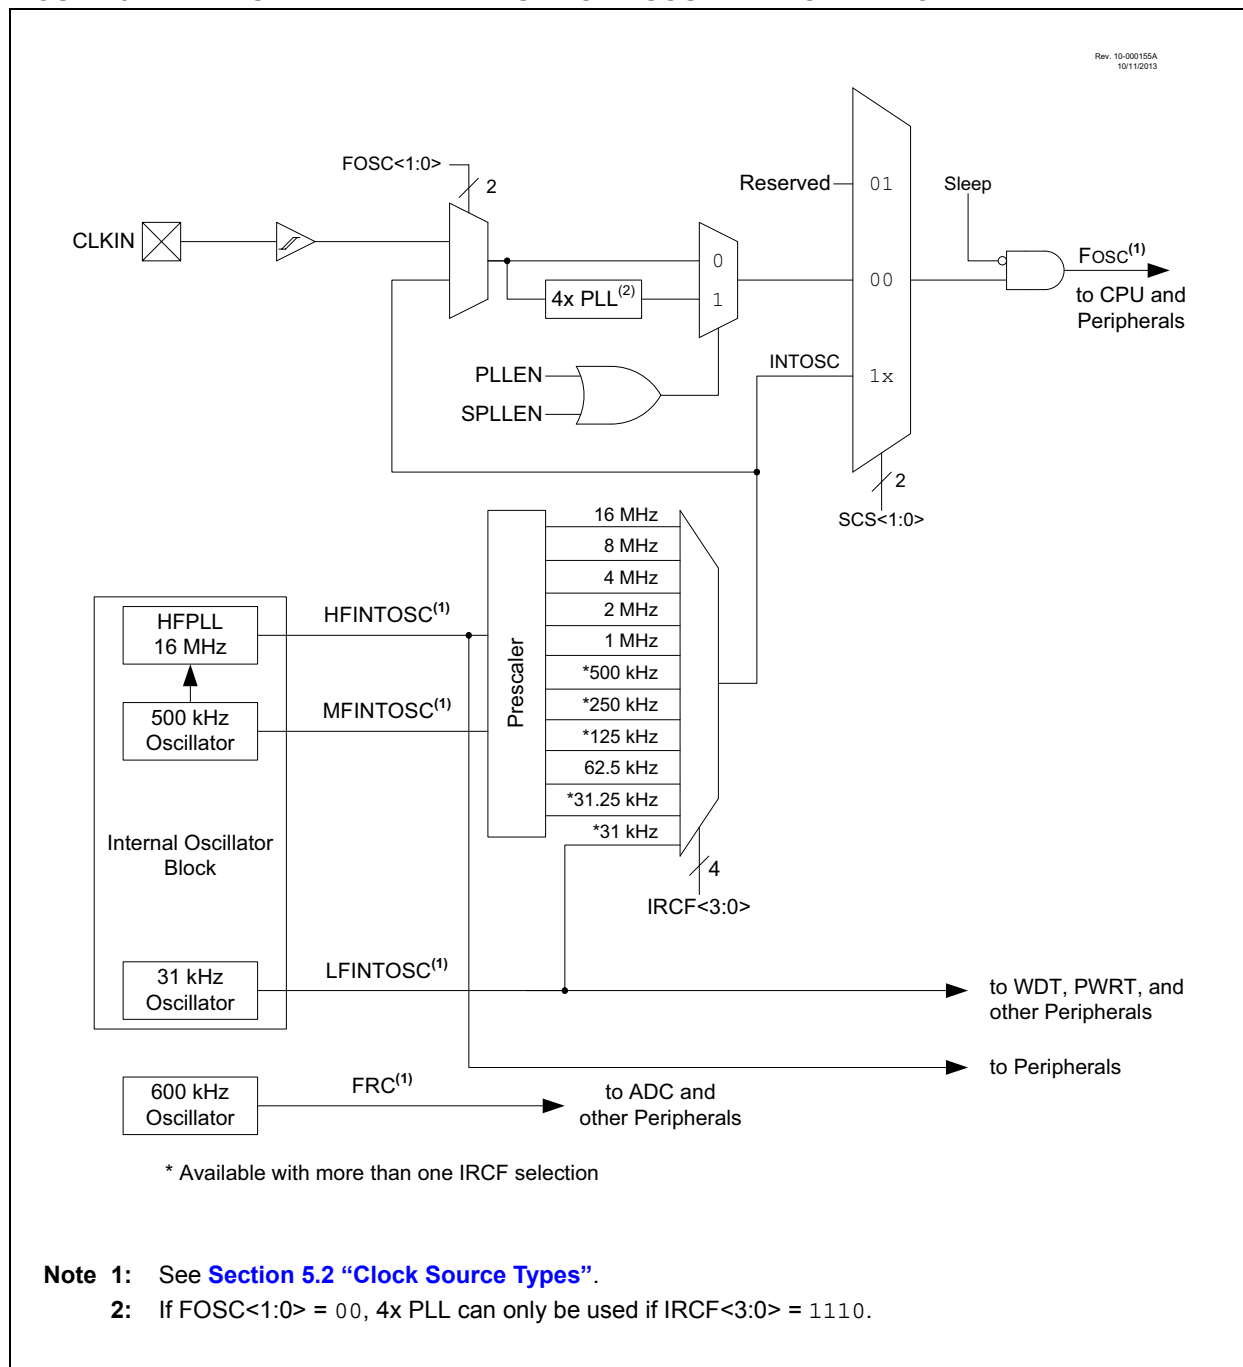 Rev. 10-000155A
10/11/2013
FOSC<1:0>
2
Reserved
01
Sleep
CLKIN
0
FOSC(1)
4x PLL(2)
1
00
to CPU and
Peripherals
PLLEN
INTOSC
1x
SPLLEN
2
SCS<1:0>
16 MHz
8 MHz
4 MHz
HFPLL
16 MHz
HFINTOSC(1)
2 MHz
1 MHz
Prescaler
*500 kHz
500 kHz
Oscillator
MFINTOSC(1)
*250 kHz
*125 kHz
62.5 kHz
*31.25 kHz
*31 kHz
Internal Oscillator
Block
4
IRCF<3:0>
31 kHz
Oscillator
LFINTOSC(1)
to WDT, PWRT, and
other Peripherals
to Peripherals
600 kHz
Oscillator
FRC(1)
to ADC and
other Peripherals
* Available with more than one IRCF selection
Note 1: See Section 5.2 “Clock Source Types”.
2: If FOSC<1:0> = 00, 4x PLL can only be used if IRCF<3:0> = 1110.